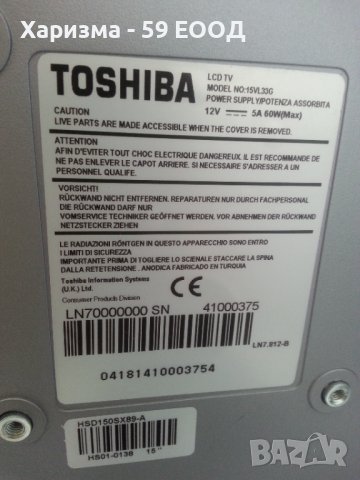 Харизма - 59 ЕООД
TOSHIBA
LCD TV
MODEL NO:15VL33G
POWER SUPPLY/POTENZA ASSORBITA
12V ⎓ 5A 60W(Max)
CAUTION
LIVE PARTS ARE MADE ACCESSIBLE WHEN THE COVER IS REMOVED.
ATTENTION
AFIN D'EVITER TOUT CHOC ELECTRIQUE DANGEREUX. IL EST RECOMMANDE DE
NE PAS ENLEVER LE CAPOT ARRIERE. SI NECESSAIRE S'ADRESSER A UN
PERSONNEL QUALIFE.
VORSICHT!
RÜCKWAND NICHT ENTFERNEN. REPARATUREN NUR DURCH FACHPERSONAL
DIE RÜCKWAND DARF NUR
VOMSERVICE TECHNIKER GEÖFFNET WERDEN. VOR ABNEHMEN DER RÜCKWAND
NETZSTECKER ZIEHEN
LE RADIAZIONI RÖNTGEN IN QUESTO APPARECCHIO SONO ENTRO
I LIMITI DI SICUREZZA
IMPORTANTE PRIMA DI TOGLIERE LO SCIENALE STACCARE LA SPINA
DALLA RETETENSIONE . ANODICA FABRICADO EN TURQUIA
Toshiba Information Systems
(U.K.) Ltd.
Consumer Products Division
CE
LN70000000 SN 41000375
LN7.812-B
04181410003754
HSD150SX89-A
HS01-0138 15"
BAZAR